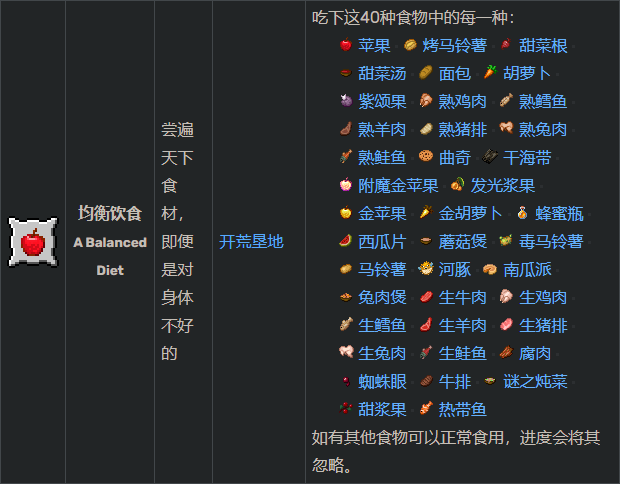 均衡饮食
A Balanced
Diet
尝遍
天下
食
材，
即便
是对
身体
不好
的
开荒垦地
吃下这40种食物中的每一种：
苹果 · 烤马铃薯 · 甜菜根 ·
甜菜汤 · 面包 · 胡萝卜 ·
紫颂果 · 熟鸡肉 · 熟鳕鱼 ·
熟羊肉 · 熟猪排 · 熟兔肉 ·
熟鲑鱼 · 曲奇 · 干海带 ·
附魔金苹果 · 发光浆果 ·
金苹果 · 金胡萝卜 · 蜂蜜瓶 ·
西瓜片 · 蘑菇煲 · 毒马铃薯 ·
马铃薯 · 河豚 · 南瓜派 ·
兔肉煲 · 生牛肉 · 生鸡肉 ·
生鳕鱼 · 生羊肉 · 生猪排 ·
生兔肉 · 生鲑鱼 · 腐肉 ·
蜘蛛眼 · 牛排 · 谜之炖菜 ·
甜浆果 · 热带鱼
如有其他食物可以正常食用，进度会将其
忽略。